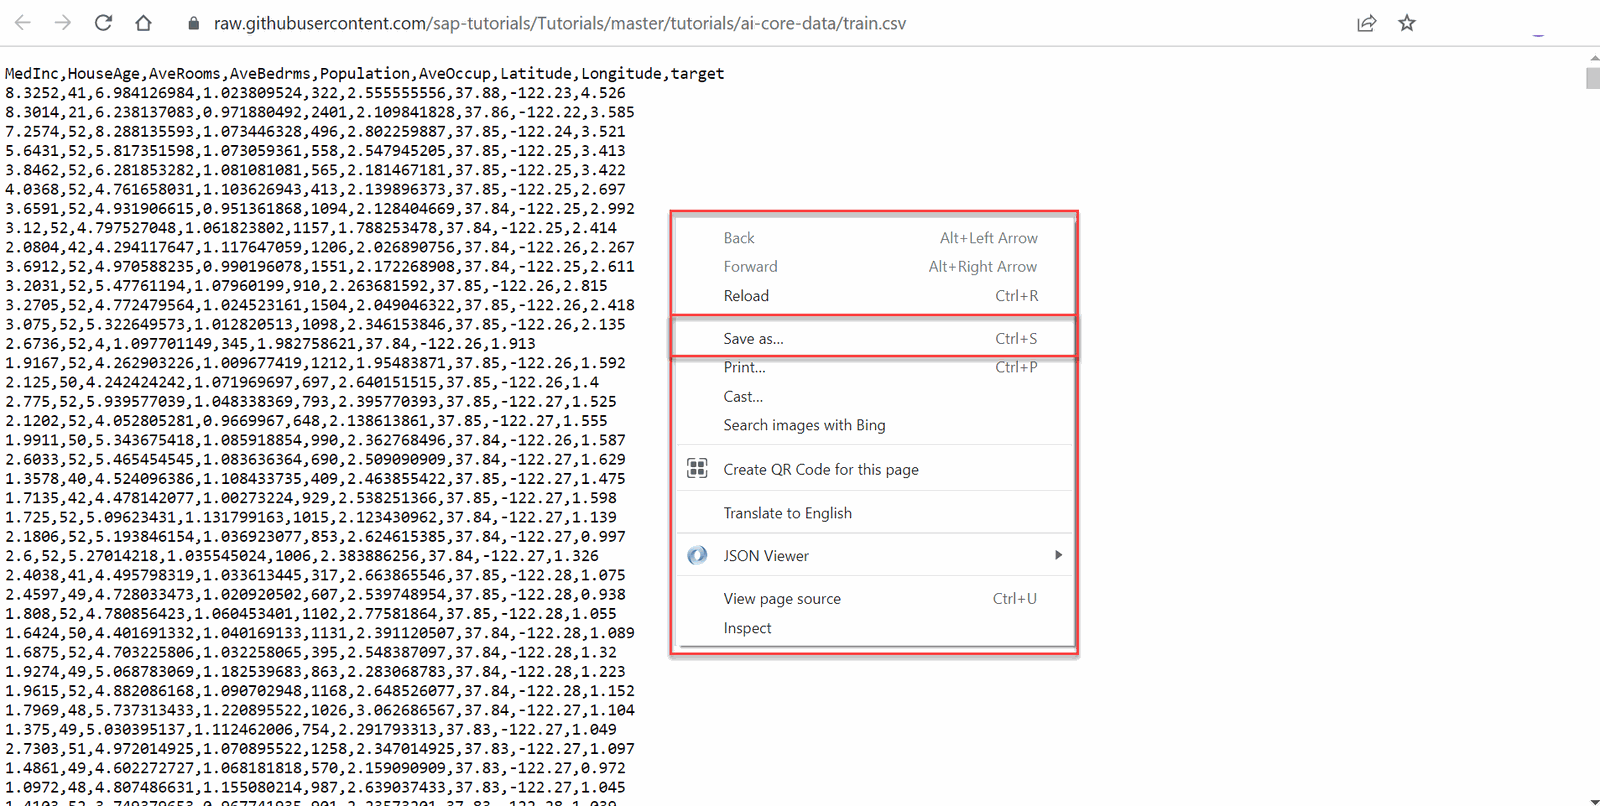 raw.githubusercontent.com/sap-tutorials/Tutorials/master/tutorials/ai-core-data/train.csv
MedInc,HouseAge,AveRooms,AveBedrms,Population,AveOccup,Latitude,Longitude,target
8.3252,41,6.984126984,1.023809524,322,2.555555556,37.88,-122.23,4.526
8.3014,21,6.238137083,0.971880492,2401,2.109841828,37.86,-122.22,3.585
7.2574,52,8.288135593,1.073446328,496,2.802259887,37.85,-122.24,3.521
5.6431,52,5.817351598,1.073059361,558,2.547945205,37.85,-122.25,3.413
3.8462,52,6.281853282,1.081081081,565,2.181467181,37.85,-122.25,3.422
4.0368,52,4.761658031,1.103626943,413,2.139896373,37.85,-122.25,2.697
3.6591,52,4.931906615,0.951361868,1094,2.128404669,37.84,-122.25,2.992
3.12,52,4.797527048,1.061823802,1157,1.788253478,37.84,-122.25,2.414
2.0804,42,4.294117647,1.117647059,1206,2.026890756,37.84,-122.26,2.267
3.6912,52,4.970588235,0.990196078,1551,2.172268908,37.84,-122.25,2.611
3.2031,52,5.47761194,1.07960199,910,2.263681592,37.85,-122.26,2.815
3.2705,52,4.772479564,1.024523161,1504,2.049046322,37.85,-122.26,2.418
3.075,52,5.322649573,1.012820513,1098,2.346153846,37.85,-122.26,2.135
2.6736,52,4,1.097701149,345,1.982758621,37.84,-122.26,1.913
1.9167,52,4.262903226,1.009677419,1212,1.95483871,37.85,-122.26,1.592
2.125,50,4.242424242,1.071969697,697,2.640151515,37.85,-122.26,1.4
2.775,52,5.939577039,1.048338369,793,2.395770393,37.85,-122.27,1.525
2.1202,52,4.052805281,0.9669967,648,2.138613861,37.85,-122.27,1.555
1.9911,50,5.343675418,1.085918854,990,2.362768496,37.84,-122.26,1.587
2.6033,52,5.465454545,1.083636364,690,2.509090909,37.84,-122.27,1.629
1.3578,40,4.524096386,1.108433735,409,2.463855422,37.85,-122.27,1.475
1.7135,42,4.478142077,1.00273224,929,2.538251366,37.85,-122.27,1.598
1.725,52,5.09623431,1.131799163,1015,2.123430962,37.84,-122.27,1.139
2.1806,52,5.193846154,1.036923077,853,2.624615385,37.84,-122.27,0.997
2.6,52,5.27014218,1.035545024,1006,2.383886256,37.84,-122.27,1.326
2.4038,41,4.495798319,1.033613445,317,2.663865546,37.85,-122.28,1.075
2.4597,49,4.728033473,1.020920502,607,2.539748954,37.85,-122.28,0.938
1.808,52,4.780856423,1.060453401,1102,2.77581864,37.85,-122.28,1.055
1.6424,50,4.401691332,1.040169133,1131,2.391120507,37.84,-122.28,1.089
1.6875,52,4.703225806,1.032258065,395,2.548387097,37.84,-122.28,1.32
1.9274,49,5.068783069,1.182539683,863,2.283068783,37.84,-122.28,1.223
1.9615,52,4.882086168,1.090702948,1168,2.648526077,37.84,-122.28,1.152
1.7969,48,5.737313433,1.220895522,1026,3.062686567,37.84,-122.27,1.104
1.375,49,5.030395137,1.112462006,754,2.291793313,37.83,-122.27,1.049
2.7303,51,4.972014925,1.070895522,1258,2.347014925,37.83,-122.27,1.097
1.4861,49,4.602272727,1.068181818,570,2.159090909,37.83,-122.27,0.972
1.0972,48,4.807486631,1.155080214,987,2.639037433,37.83,-122.27,1.045
1.4103,52,3.749379653,0.967741935,901,2.23573201,37.83,-122.28,1.039
Back Alt+Left Arrow
Forward Alt+Right Arrow
Reload Ctrl+R
Save as... Ctrl+S
Print... Ctrl+P
Cast...
Search images with Bing
Create QR Code for this page
Translate to English
JSON Viewer
View page source Ctrl+U
Inspect